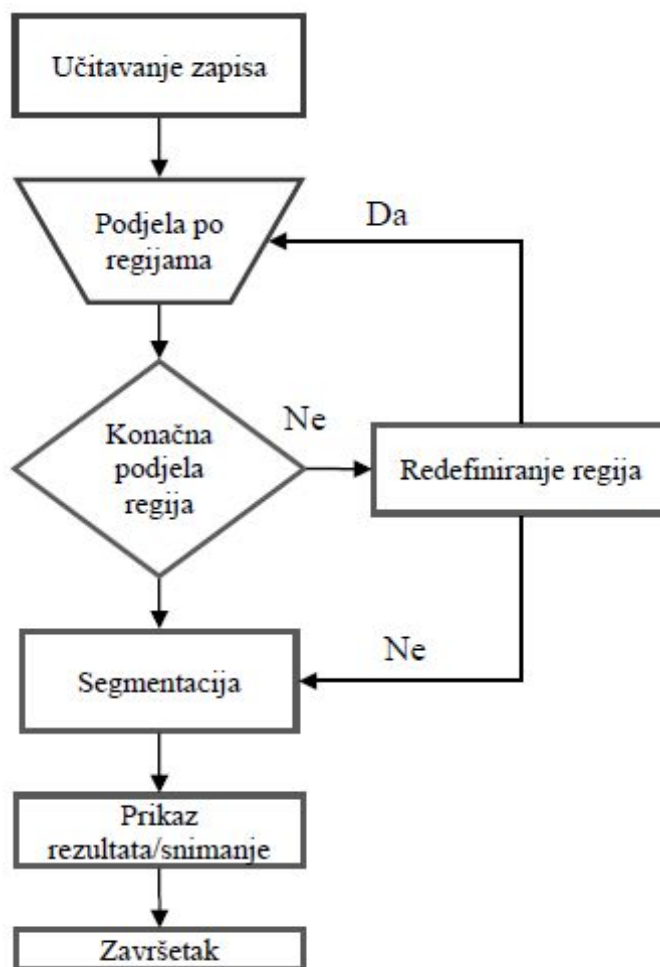 Učitavanje zapisa
Podjela po
regijama
Da
Konačna
podjela
regija
Ne
Redefiniranje regija
Ne
Segmentacija
Prikaz
rezultata/snimanje
Završetak